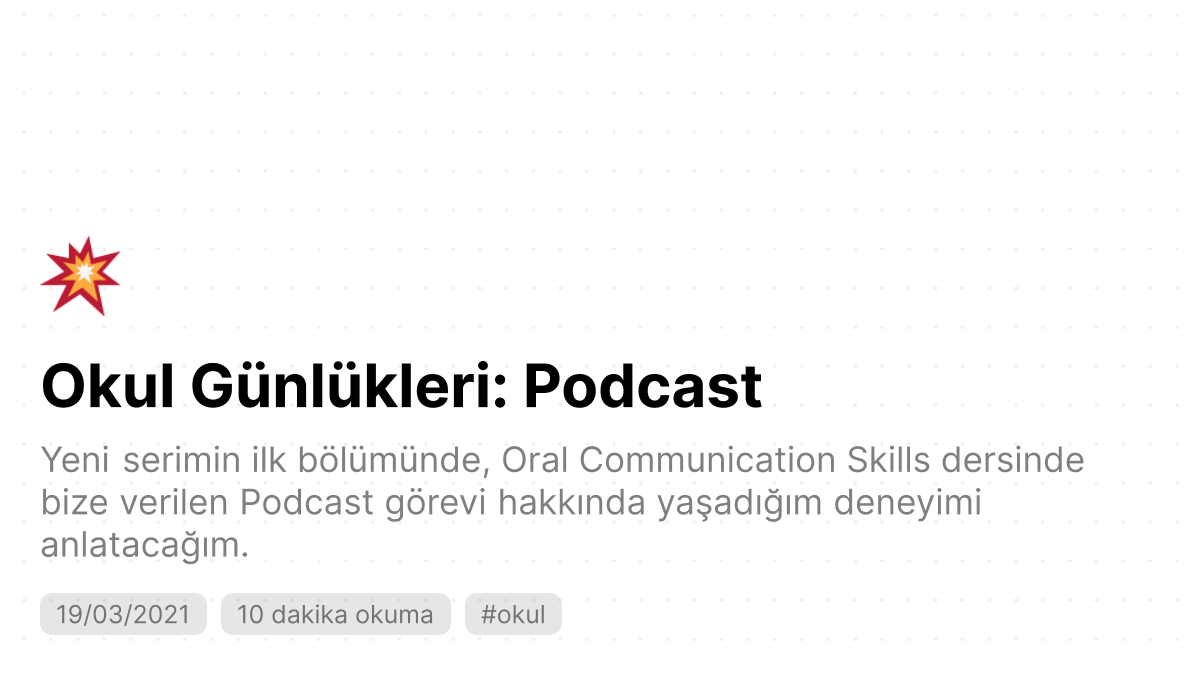 Okul Günlükleri: Podcast
Yeni serimin ilk bölümünde, Oral Communication Skills dersinde
bize verilen Podcast görevi hakkında yaşadığım deneyimi
anlatacağım.
19/03/2021 10 dakika okuma #okul